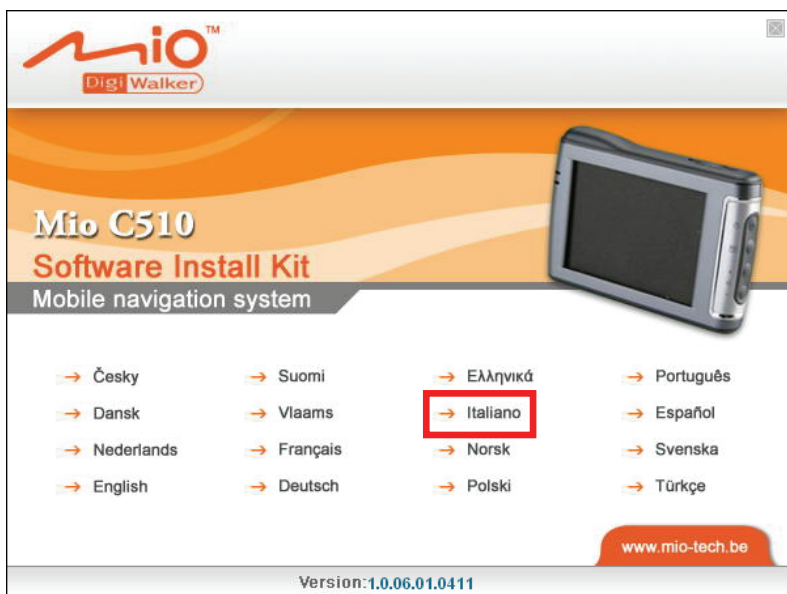 Mio™
Digi Walker
Mio C510
Software Install Kit
Mobile navigation system
Česky
Suomi
Ελληνικά
Português
Dansk
Vlaams
Italiano
Español
Nederlands
Français
Norsk
Svenska
English
Deutsch
Polski
Türkçe
www.mio-tech.be
Version:1.0.06.01.0411